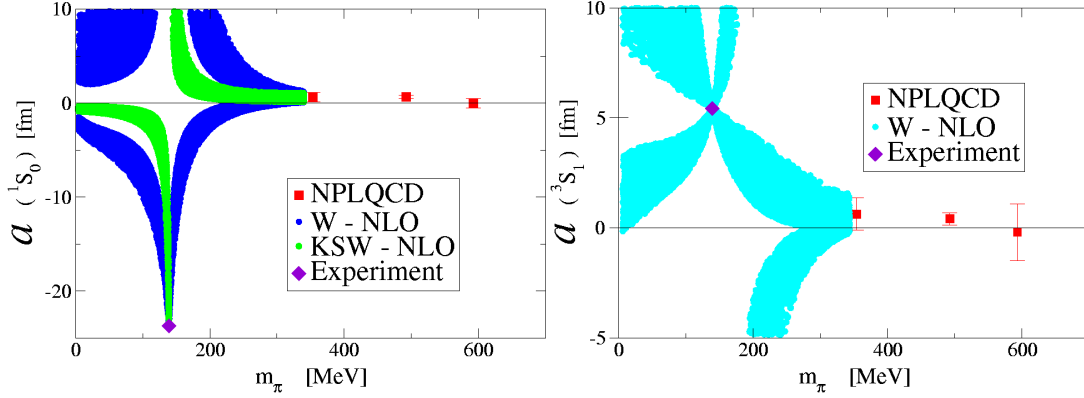 10
0
-10
-20
a ( ¹S₀ ) [fm]
NPLQCD
W - NLO
KSW - NLO
Experiment
0
200
400
600
m_π [MeV]
10
5
0
-5
a ( ³S₁ ) [fm]
NPLQCD
W - NLO
Experiment
0
200
400
600
m_π [MeV]